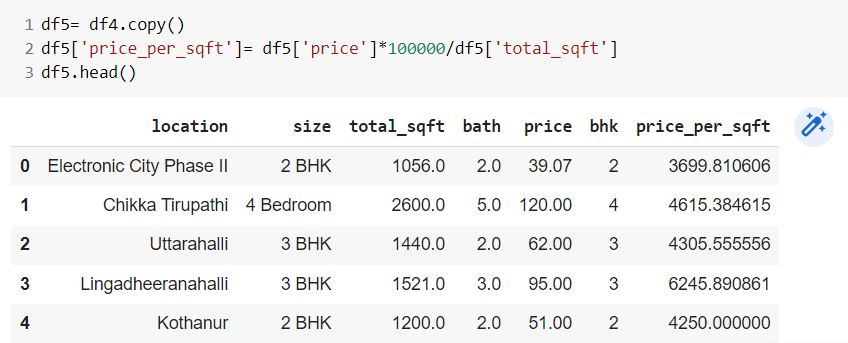 1 df5= df4.copy()
2 df5['price_per_sqft']= df5['price']*100000/df5['total_sqft']
3 df5.head()
location size total_sqft bath price bhk price_per_sqft
0 Electronic City Phase II 2 BHK 1056.0 2.0 39.07 2 3699.810606
1 Chikka Tirupathi 4 Bedroom 2600.0 5.0 120.00 4 4615.384615
2 Uttarahalli 3 BHK 1440.0 2.0 62.00 3 4305.555556
3 Lingadheeranahalli 3 BHK 1521.0 3.0 95.00 3 6245.890861
4 Kothanur 2 BHK 1200.0 2.0 51.00 2 4250.000000